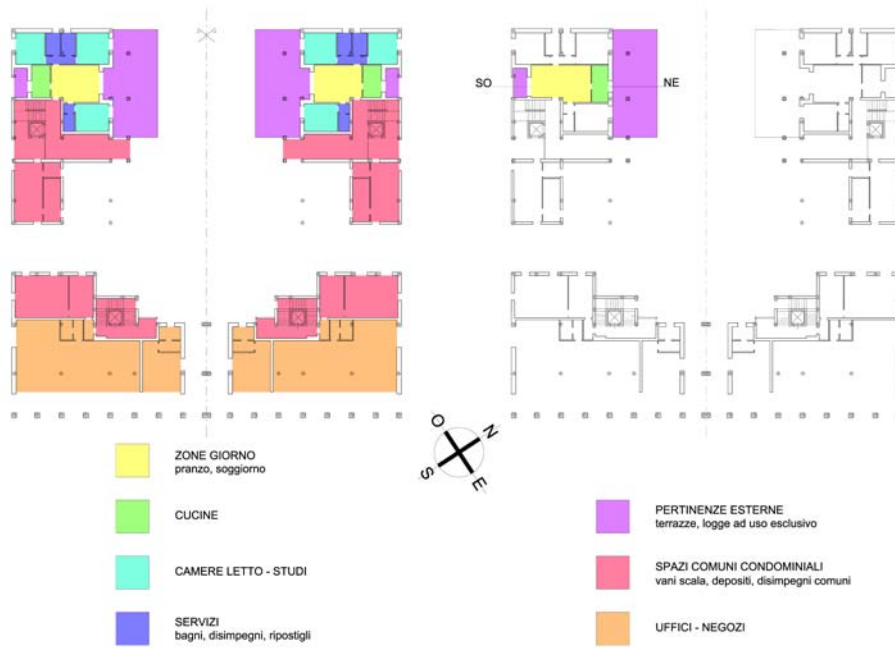 SO
NE
O
N
S
E
ZONE GIORNO
pranzo, soggiorno
CUCINE
CAMERE LETTO - STUDI
SERVIZI
bagni, disimpegni, ripostigli
PERTINENZE ESTERNE
terrazze, logge ad uso esclusivo
SPAZI COMUNI CONDOMINIALI
vani scala, depositi, disimpegni comuni
UFFICI - NEGOZI